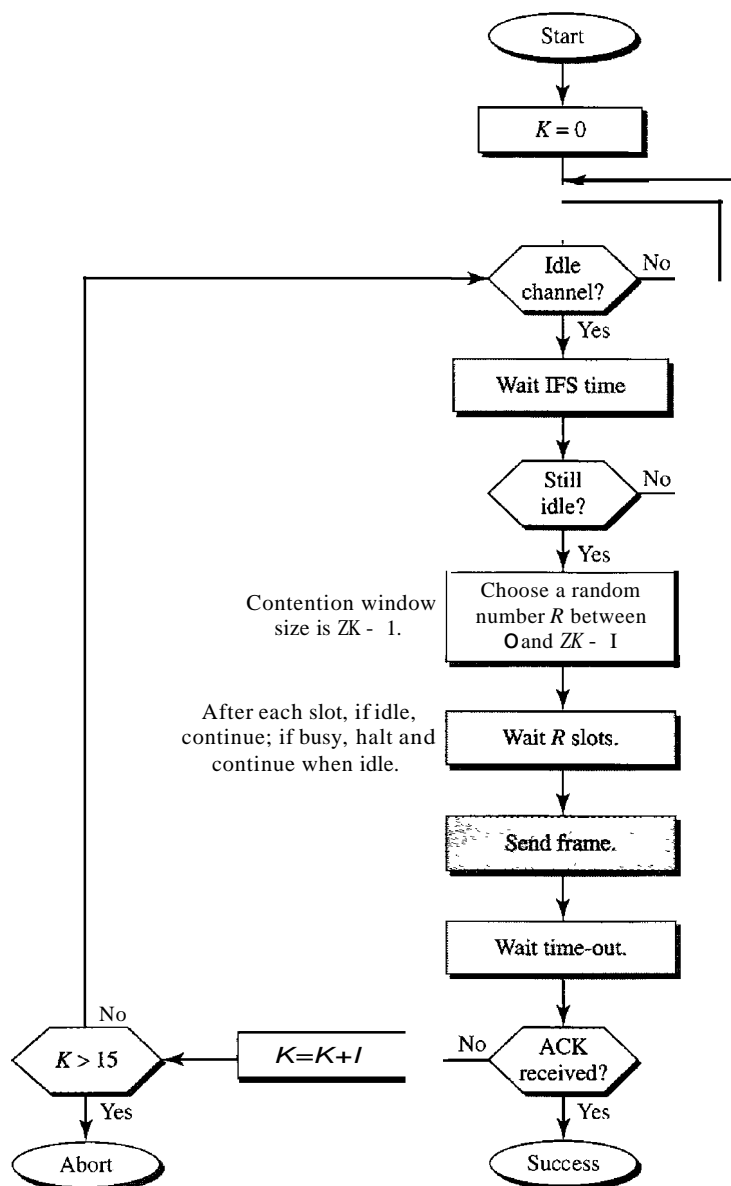 Start
K = 0
Idle
channel?
No
Yes
Wait IFS time
Still
idle?
No
Yes
Contention window
size is ZK - 1.
Choose a random
number R between
O and ZK - I
After each slot, if idle,
continue; if busy, halt and
continue when idle.
Wait R slots.
Send frame.
Wait time-out.
No
K > 15
K=K+I
No
ACK
received?
Yes
Yes
Abort
Success